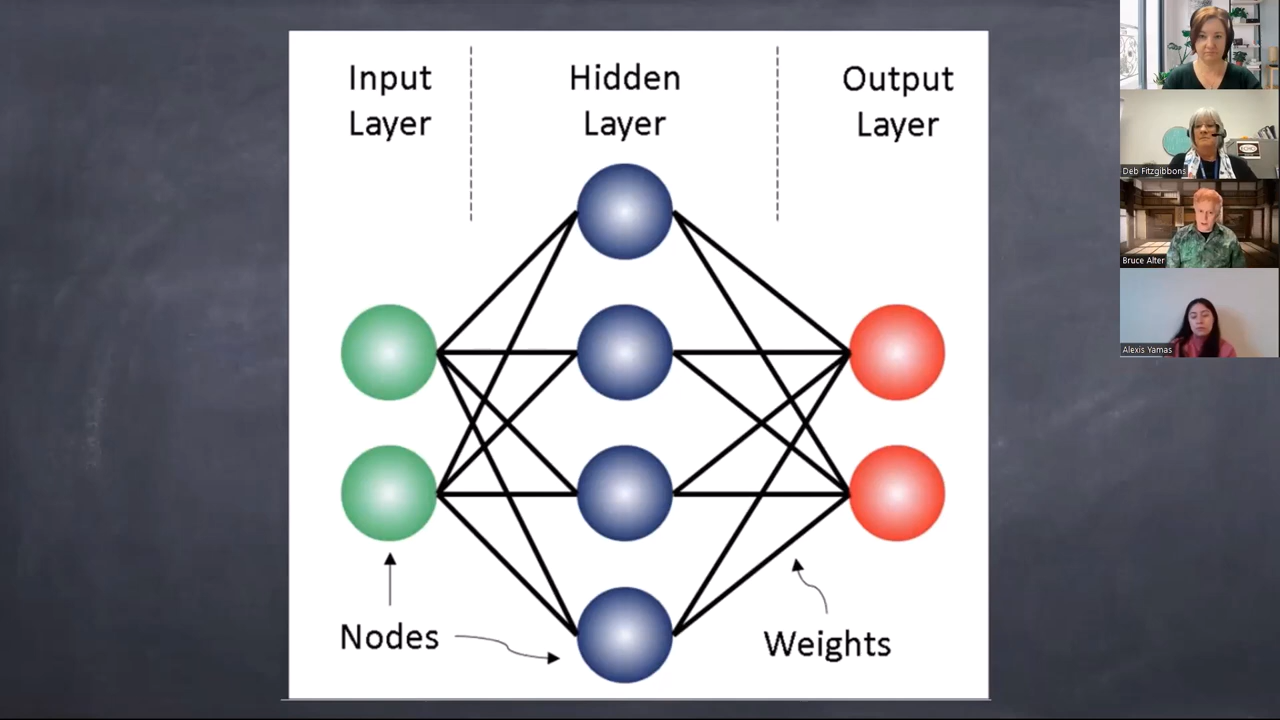 Input
Layer
Hidden
Layer
Output
Layer
Nodes
Weights
Deb Fitzgibbons
Bruce Alter
Alexis Yamas